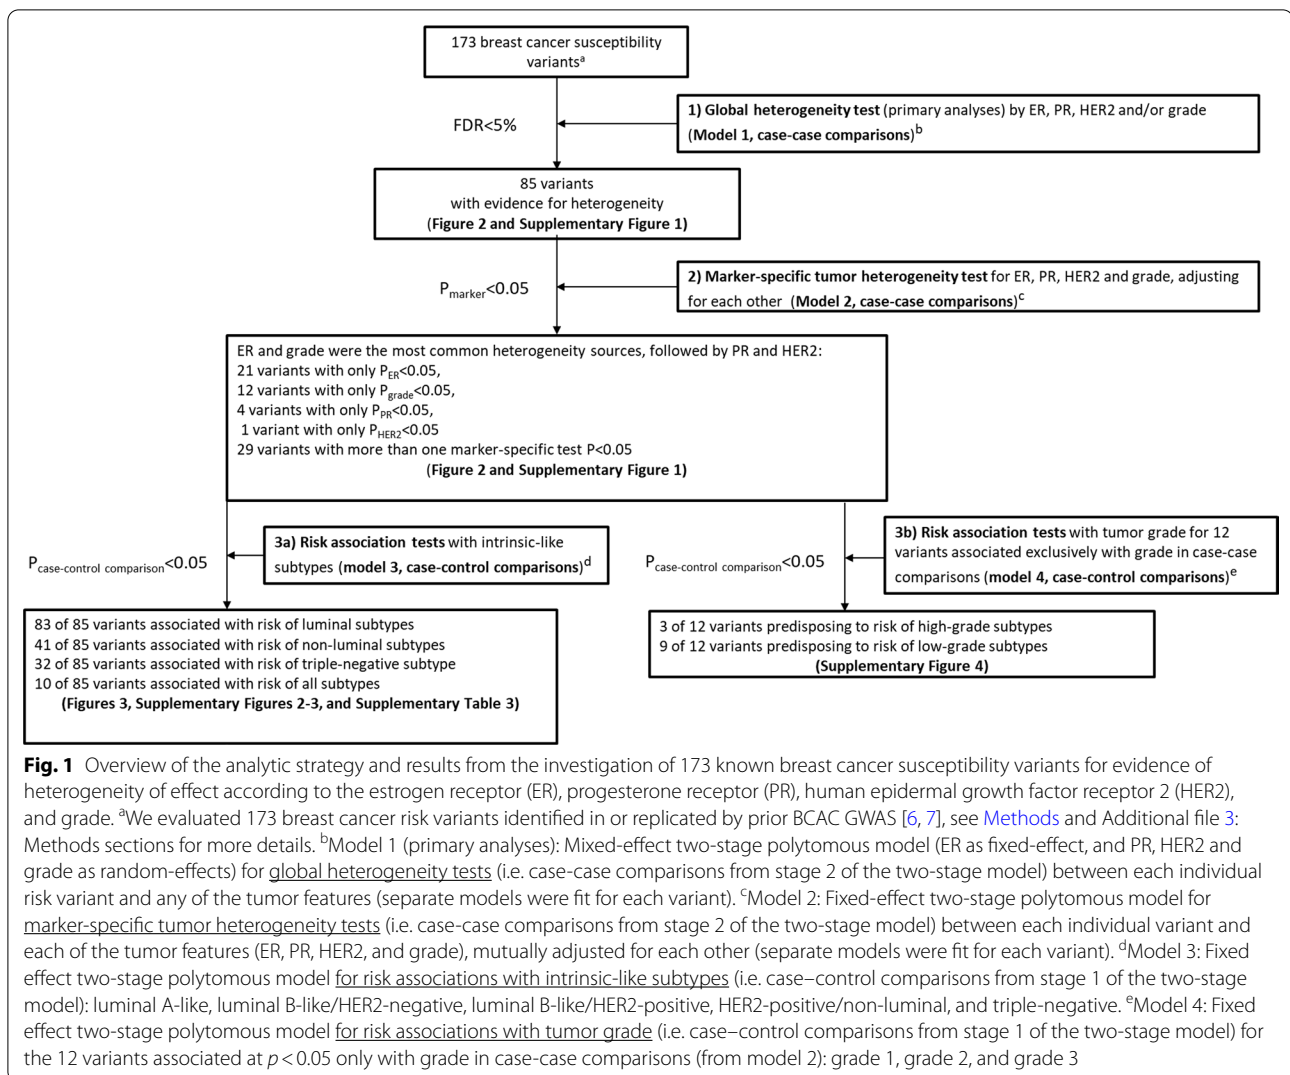 173 breast cancer susceptibility
variantsᵃ
FDR<5%
1) Global heterogeneity test (primary analyses) by ER, PR, HER2 and/or grade
(Model 1, case-case comparisons)ᵇ
85 variants
with evidence for heterogeneity
(Figure 2 and Supplementary Figure 1)
Pmarker<0.05
2) Marker-specific tumor heterogeneity test for ER, PR, HER2 and grade, adjusting
for each other (Model 2, case-case comparisons)ᶜ
ER and grade were the most common heterogeneity sources, followed by PR and HER2:
21 variants with only PER<0.05,
12 variants with only Pgrade<0.05,
4 variants with only PPR<0.05,
1 variant with only PHER2<0.05
29 variants with more than one marker-specific test P<0.05
(Figure 2 and Supplementary Figure 1)
Pcase-control comparison<0.05
3a) Risk association tests with intrinsic-like
subtypes (model 3, case-control comparisons)ᵈ
Pcase-control comparison<0.05
3b) Risk association tests with tumor grade for 12
variants associated exclusively with grade in case-case
comparisons (model 4, case-control comparisons)ᵉ
83 of 85 variants associated with risk of luminal subtypes
41 of 85 variants associated with risk of non-luminal subtypes
32 of 85 variants associated with risk of triple-negative subtype
10 of 85 variants associated with risk of all subtypes
(Figures 3, Supplementary Figures 2-3, and Supplementary Table 3)
3 of 12 variants predisposing to risk of high-grade subtypes
9 of 12 variants predisposing to risk of low-grade subtypes
(Supplementary Figure 4)
Fig. 1 Overview of the analytic strategy and results from the investigation of 173 known breast cancer susceptibility variants for evidence of
heterogeneity of effect according to the estrogen receptor (ER), progesterone receptor (PR), human epidermal growth factor receptor 2 (HER2),
and grade. ᵃWe evaluated 173 breast cancer risk variants identified in or replicated by prior BCAC GWAS [6, 7], see Methods and Additional file 3:
Methods sections for more details. ᵇModel 1 (primary analyses): Mixed-effect two-stage polytomous model (ER as fixed-effect, and PR, HER2 and
grade as random-effects) for global heterogeneity tests (i.e. case-case comparisons from stage 2 of the two-stage model) between each individual
risk variant and any of the tumor features (separate models were fit for each variant). ᶜModel 2: Fixed-effect two-stage polytomous model for
marker-specific tumor heterogeneity tests (i.e. case-case comparisons from stage 2 of the two-stage model) between each individual variant and
each of the tumor features (ER, PR, HER2, and grade), mutually adjusted for each other (separate models were fit for each variant). ᵈModel 3: Fixed
effect two-stage polytomous model for risk associations with intrinsic-like subtypes (i.e. case–control comparisons from stage 1 of the two-stage
model): luminal A-like, luminal B-like/HER2-negative, luminal B-like/HER2-positive, HER2-positive/non-luminal, and triple-negative. ᵉModel 4: Fixed
effect two-stage polytomous model for risk associations with tumor grade (i.e. case–control comparisons from stage 1 of the two-stage model) for
the 12 variants associated at p < 0.05 only with grade in case-case comparisons (from model 2): grade 1, grade 2, and grade 3